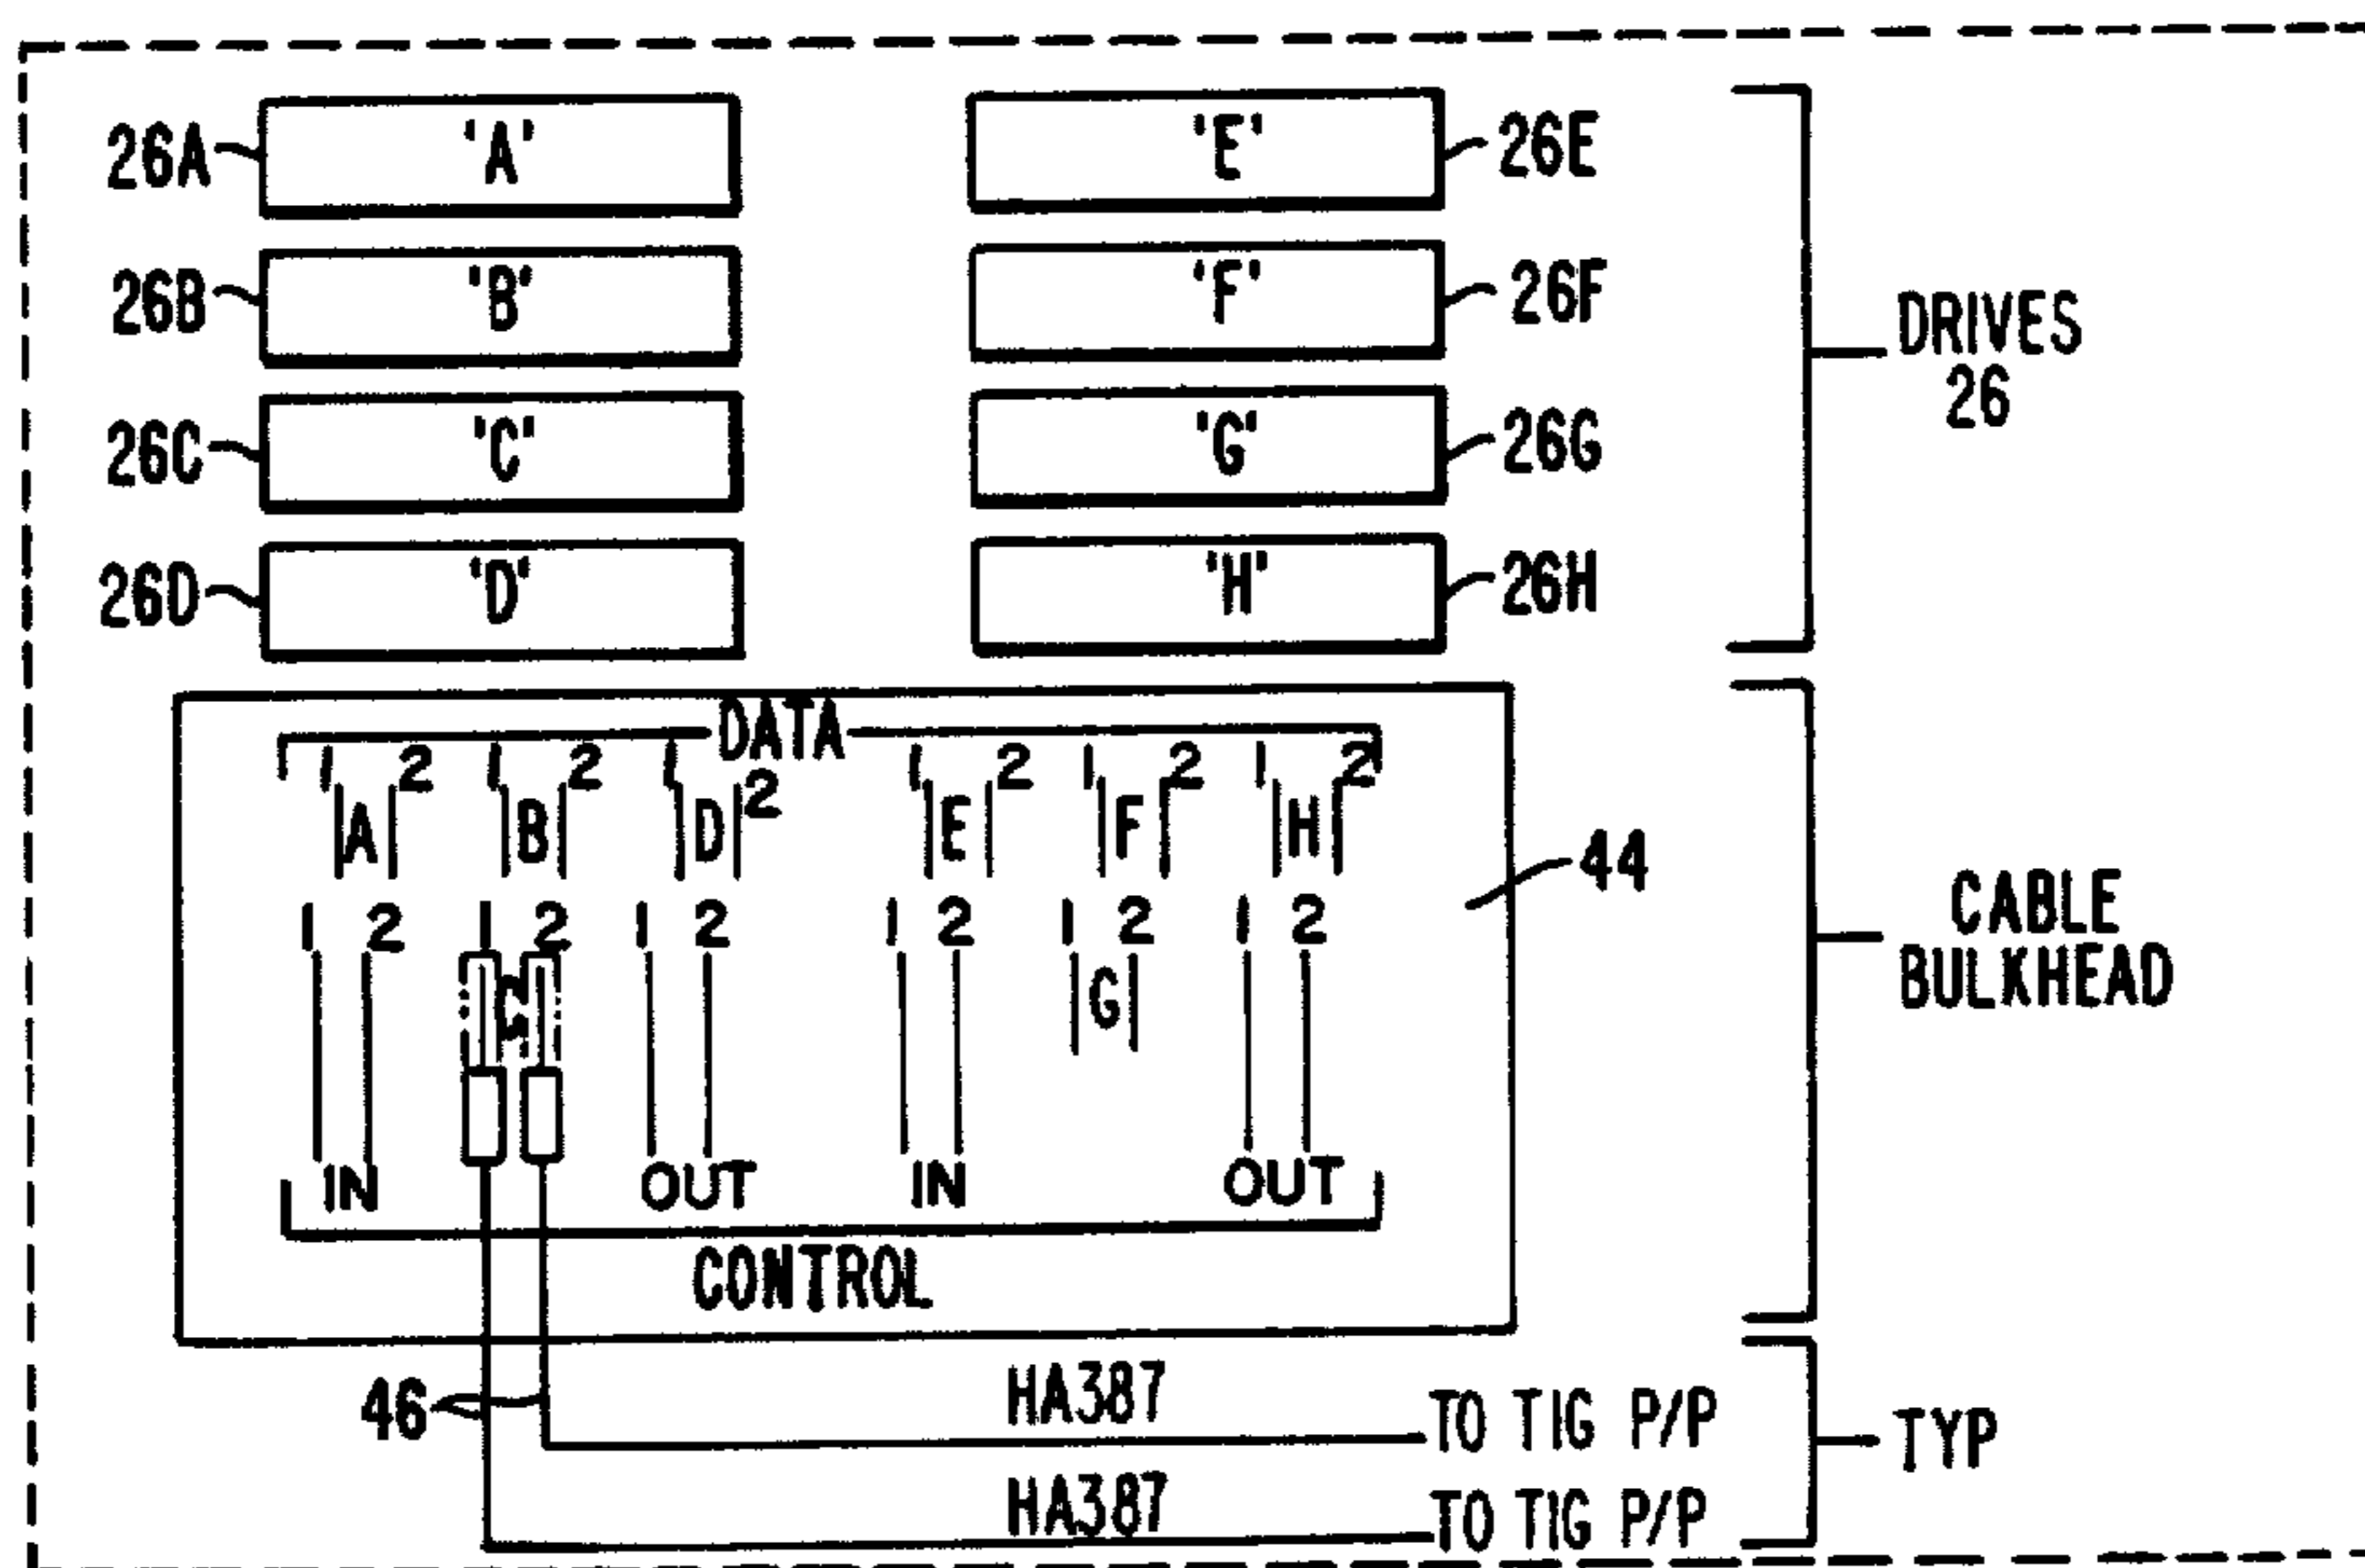 26A 'A' 'E' 26E
26B 'B' 'F' 26F
26C 'C' 'G' 26G
26D 'D' 'H' 26H
DRIVES
26
DATA
1 2 1 2 1 2 1 2 1 2 1 2
A B D E F H
44
1 2 1 2 1 2 1 2 1 2 1 2
C G
CABLE
BULKHEAD
IN OUT IN OUT
CONTROL
46
HA387
TO TIG P/P
TYP
HA387
TO TIG P/P